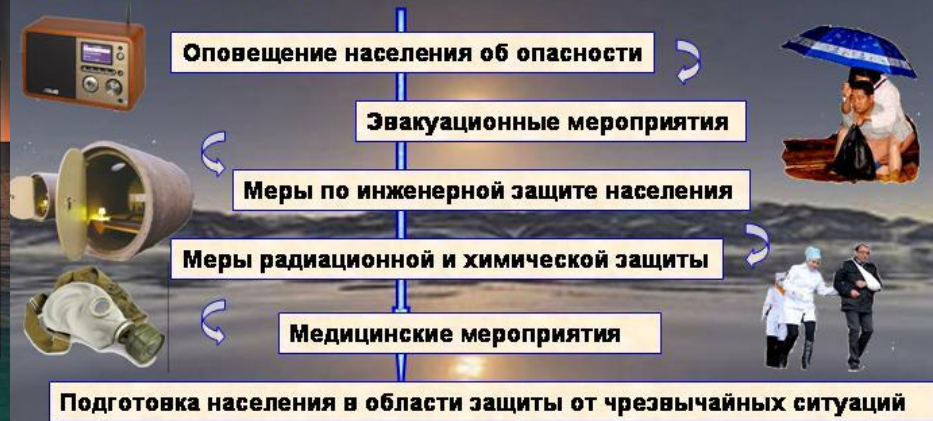 Оповещение населения об опасности
Эвакуационные мероприятия
Меры по инженерной защите населения
Меры радиационной и химической защиты
Медицинские мероприятия
Подготовка населения в области защиты от чрезвычайных ситуаций